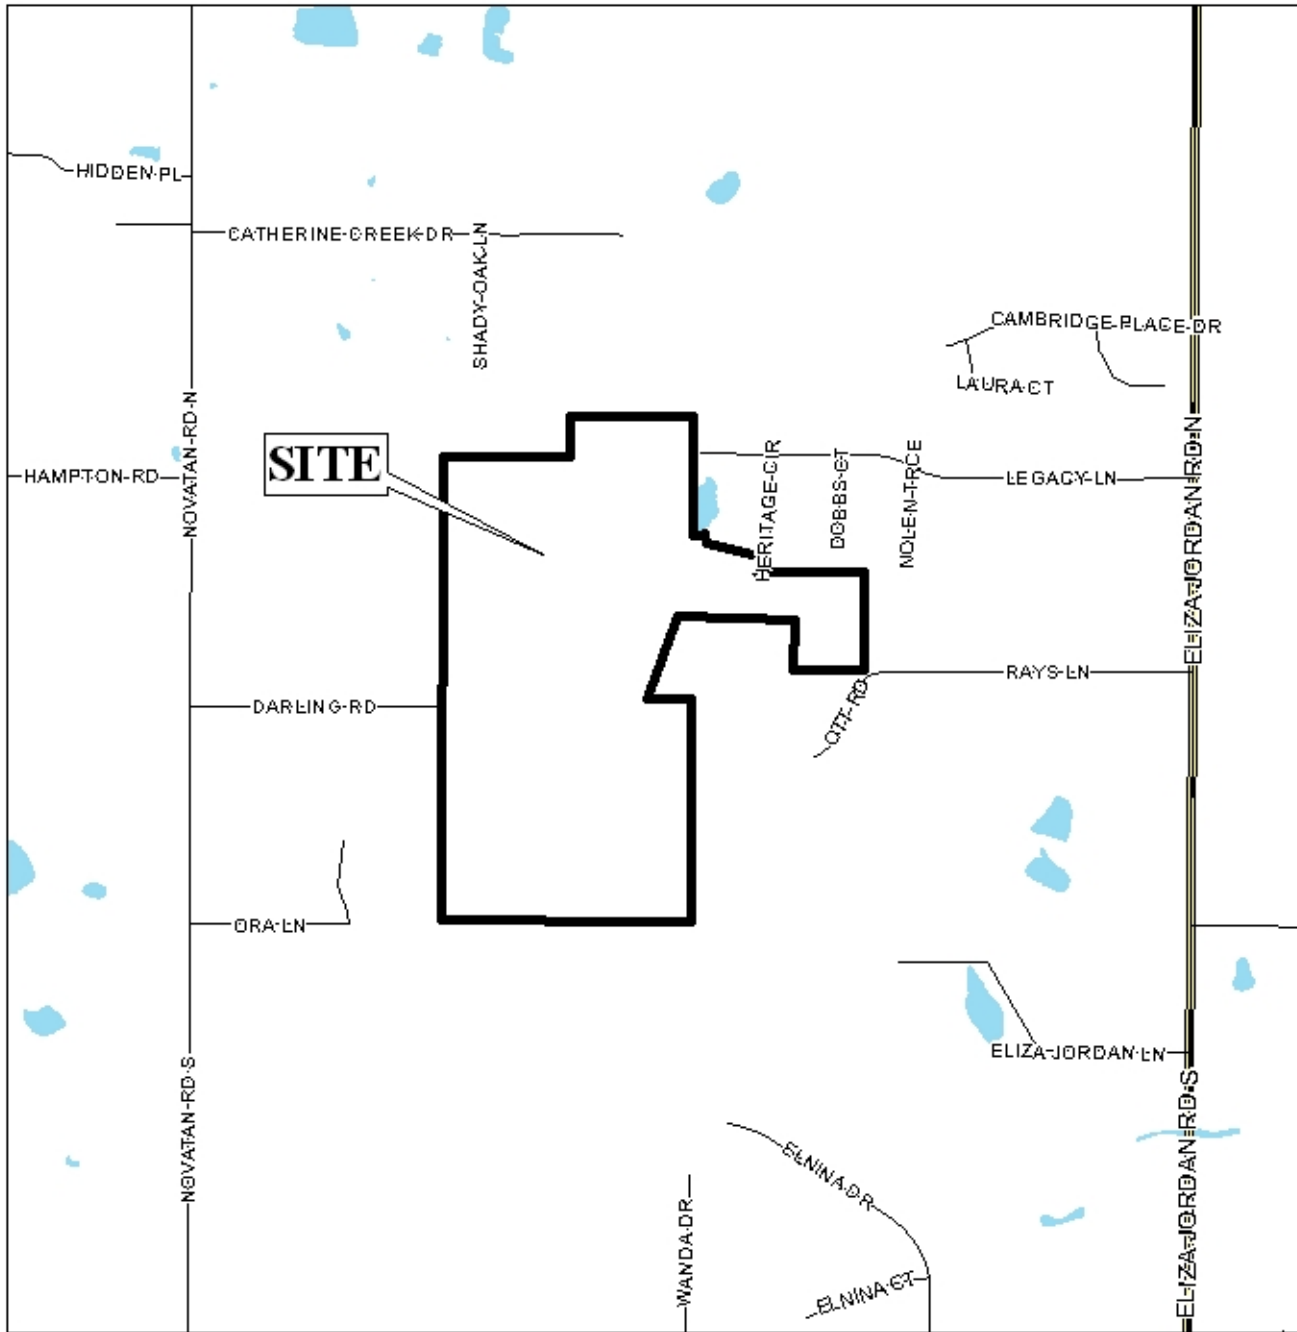 HIDDEN PL
CATHERINE CREEK DR
SHADY OAK LN
CAMBRIDGE PLACE DR
LAURA CT
NOVATAN RD N
SITE
HAMPTON RD
HERITAGE CIR
DOBBS CT
NOLEN TRCE
LEGACY LN
ELIZA JORDAN RD N
RAYS LN
OTT RD
DARLING RD
ORA LN
ELIZA JORDAN LN
NOVATAN RD S
ELIZA JORDAN RD S
ELNINA DR
WANDA DR
ELNINA CT